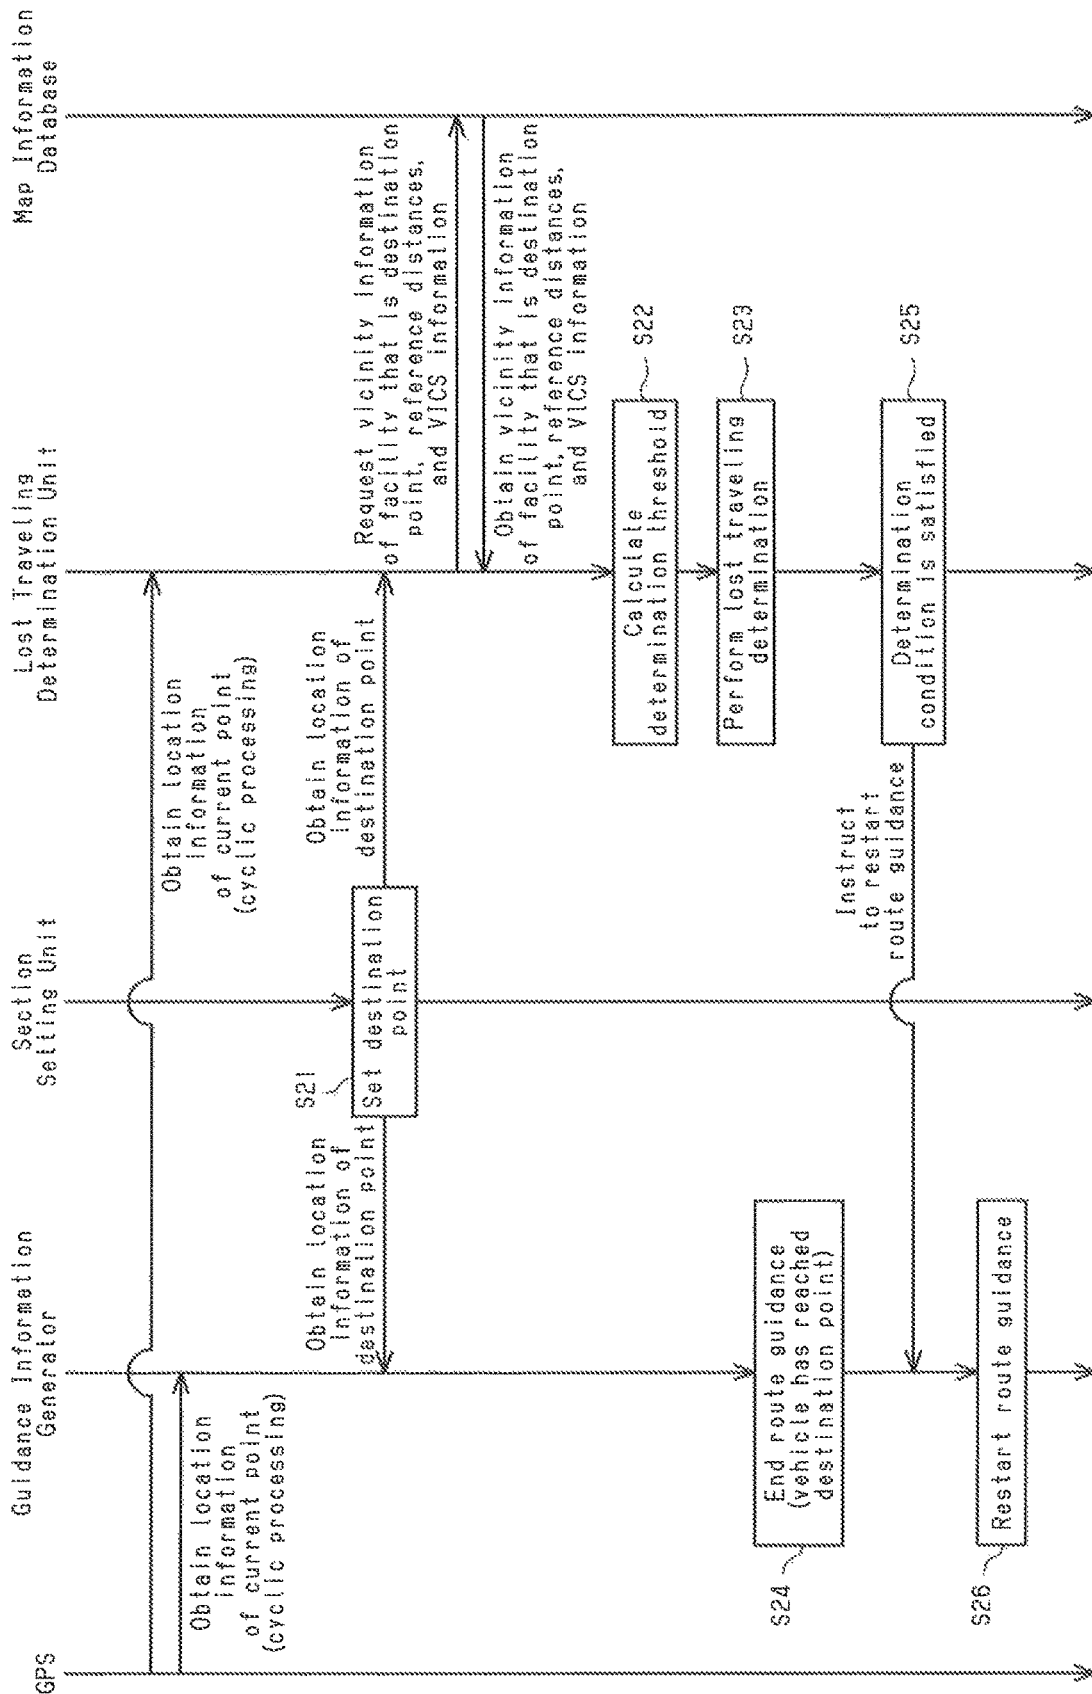 GPS
Guidance Information
Generator
Section
Setting Unit
Lost Traveling
Determination Unit
Map Information
Database
Obtain location
information
of current point
(cyclic processing)
Obtain location
information
of current point
(cyclic processing)
S21
Set destination
point
Obtain location
information of
destination point
Obtain location
information of
destination point
Request vicinity information
of facility that is destination
point, reference distances,
and VICS information
Obtain vicinity information
of facility that is destination
point, reference distances,
and VICS information
Calculate
determination threshold
S22
Perform lost traveling
determination
S23
S24
End route guidance
(vehicle has reached
destination point)
Determination
condition is satisfied
S25
Instruct
to restart
route guidance
S26
Restart route guidance